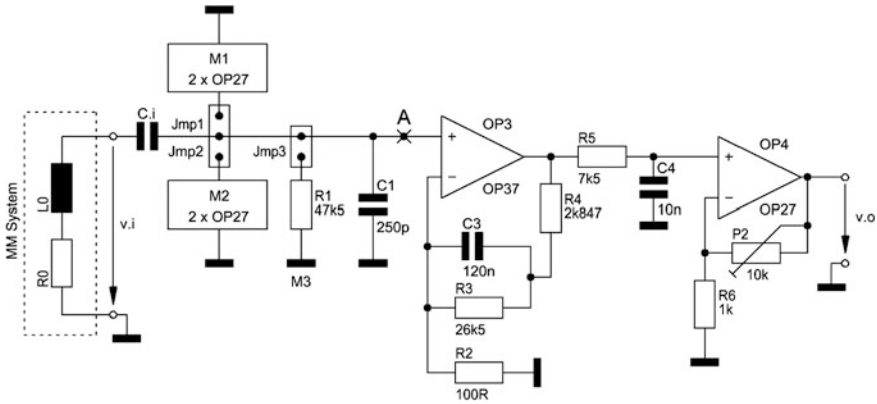 M1
2 x OP27
MM System
L0
R0
v.i
C.i
Jmp1
Jmp2
M2
2 x OP27
Jmp3
R1
47k5
M3
C1
250p
A
+
−
OP3
OP37
C3
120n
R3
26k5
R2
100R
R4
2k847
R5
7k5
C4
10n
+
−
OP4
OP27
P2
10k
R6
1k
v.o